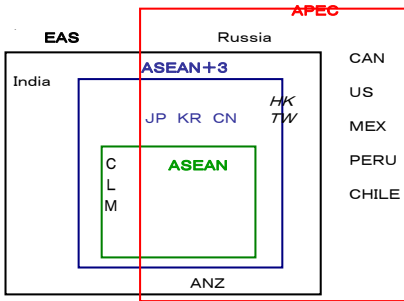 APEC
EAS
Russia
ASEAN+3
India
CAN
US
MEX
PERU
CHILE
HK
TW
JP KR CN
ASEAN
C
L
M
ANZ